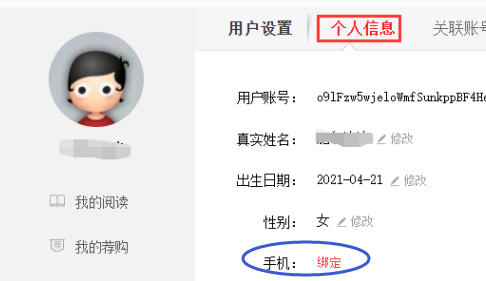 用户设置 个人信息 关联账号
用户账号： o9lFzw5wjeloWmfSunkppBF4He
真实姓名： 修改
出生日期： 2021-04-21 修改
性别： 女 修改
手机： 绑定
我的阅读
我的荐购